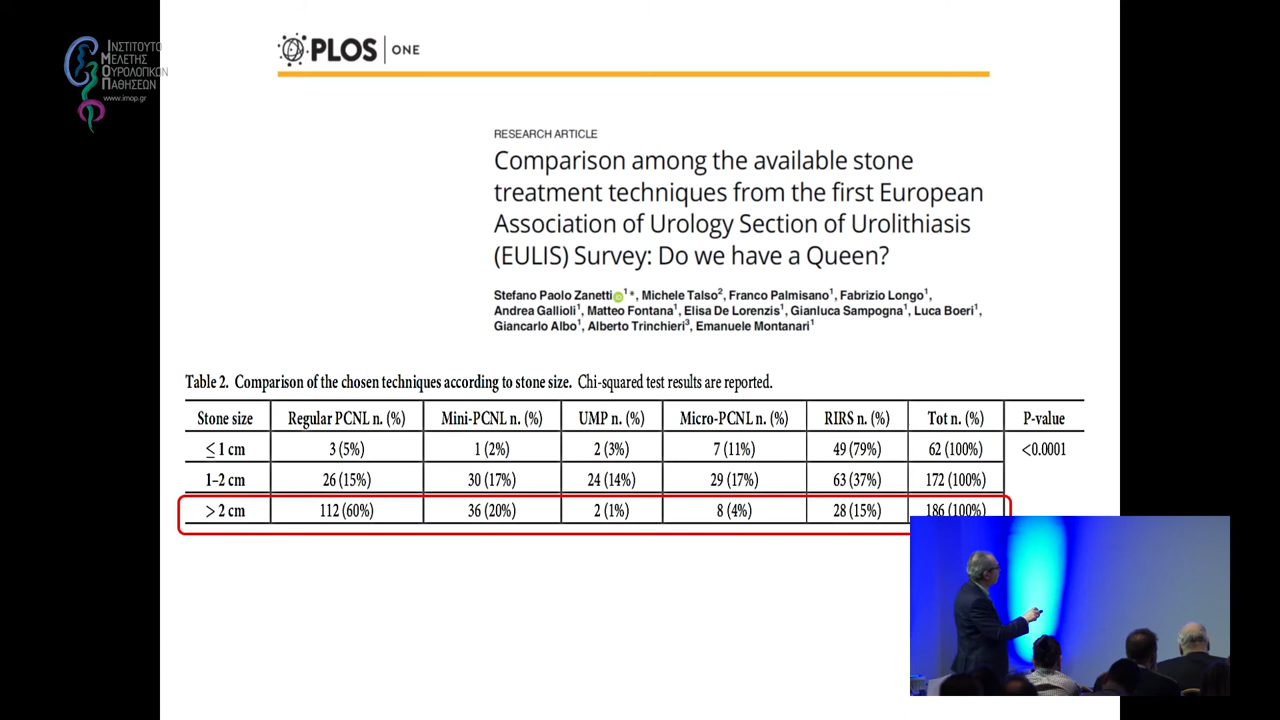 ΙΝΣΤΙΤΟΥΤΟ
ΜΕΛΕΤΗΣ
ΟΥΡΟΛΟΓΙΚΩΝ
ΠΑΘΗΣΕΩΝ
www.imop.gr
PLOS ONE
RESEARCH ARTICLE
Comparison among the available stone
treatment techniques from the first European
Association of Urology Section of Urolithiasis
(EULIS) Survey: Do we have a Queen?
Stefano Paolo Zanetti iD 1*, Michele Talso2, Franco Palmisano1, Fabrizio Longo1,
Andrea Gallioli1, Matteo Fontana1, Elisa De Lorenzis1, Gianluca Sampogna1, Luca Boeri1,
Giancarlo Albo1, Alberto Trinchieri3, Emanuele Montanari1
Table 2. Comparison of the chosen techniques according to stone size. Chi-squared test results are reported.
Stone size Regular PCNL n. (%) Mini-PCNL n. (%) UMP n. (%) Micro-PCNL n. (%) RIRS n. (%) Tot n. (%) P-value
≤ 1 cm 3 (5%) 1 (2%) 2 (3%) 7 (11%) 49 (79%) 62 (100%) <0.0001
1–2 cm 26 (15%) 30 (17%) 24 (14%) 29 (17%) 63 (37%) 172 (100%)
> 2 cm 112 (60%) 36 (20%) 2 (1%) 8 (4%) 28 (15%) 186 (100%)